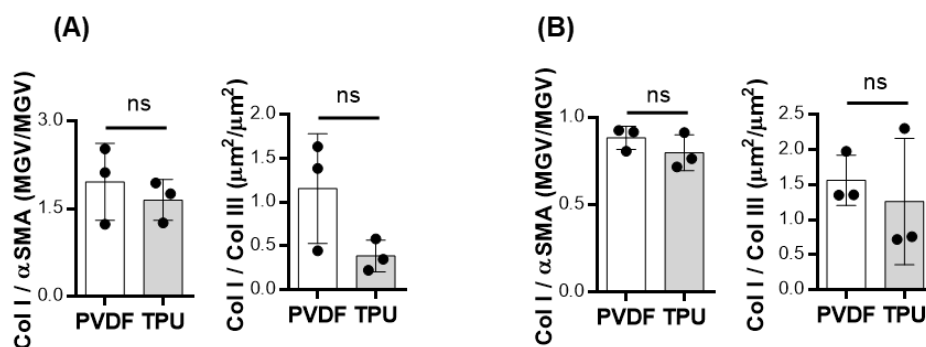 (A)
Col I / αSMA (MGV/MGV)
3.0
1.5
0.0
ns
PVDF TPU
Col I / Col III (μm²/μm²)
2.0
1.5
1.0
0.5
0.0
ns
PVDF TPU
(B)
Col I / αSMA (MGV/MGV)
1.0
0.5
0.0
ns
PVDF TPU
Col I / Col III (μm²/μm²)
2.5
2.0
1.5
1.0
0.5
0.0
ns
PVDF TPU